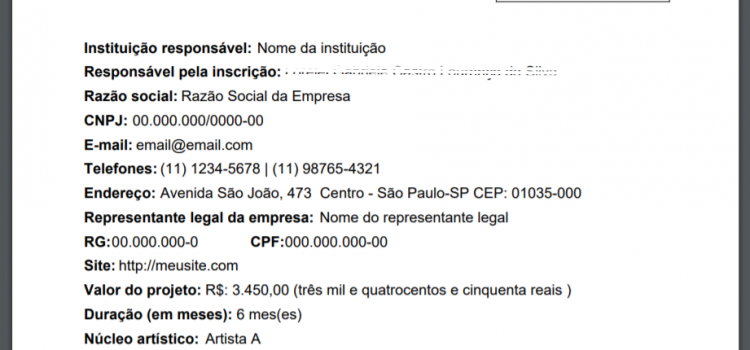 Instituição responsável: Nome da instituição
Responsável pela inscrição:
Razão social: Razão Social da Empresa
CNPJ: 00.000.000/0000-00
E-mail: email@email.com
Telefones: (11) 1234-5678 | (11) 98765-4321
Endereço: Avenida São João, 473 Centro - São Paulo-SP CEP: 01035-000
Representante legal da empresa: Nome do representante legal
RG:00.000.000-0 CPF:000.000.000-00
Site: http://meusite.com
Valor do projeto: R$: 3.450,00 (três mil e quatrocentos e cinquenta reais )
Duração (em meses): 6 mes(es)
Núcleo artístico: Artista A